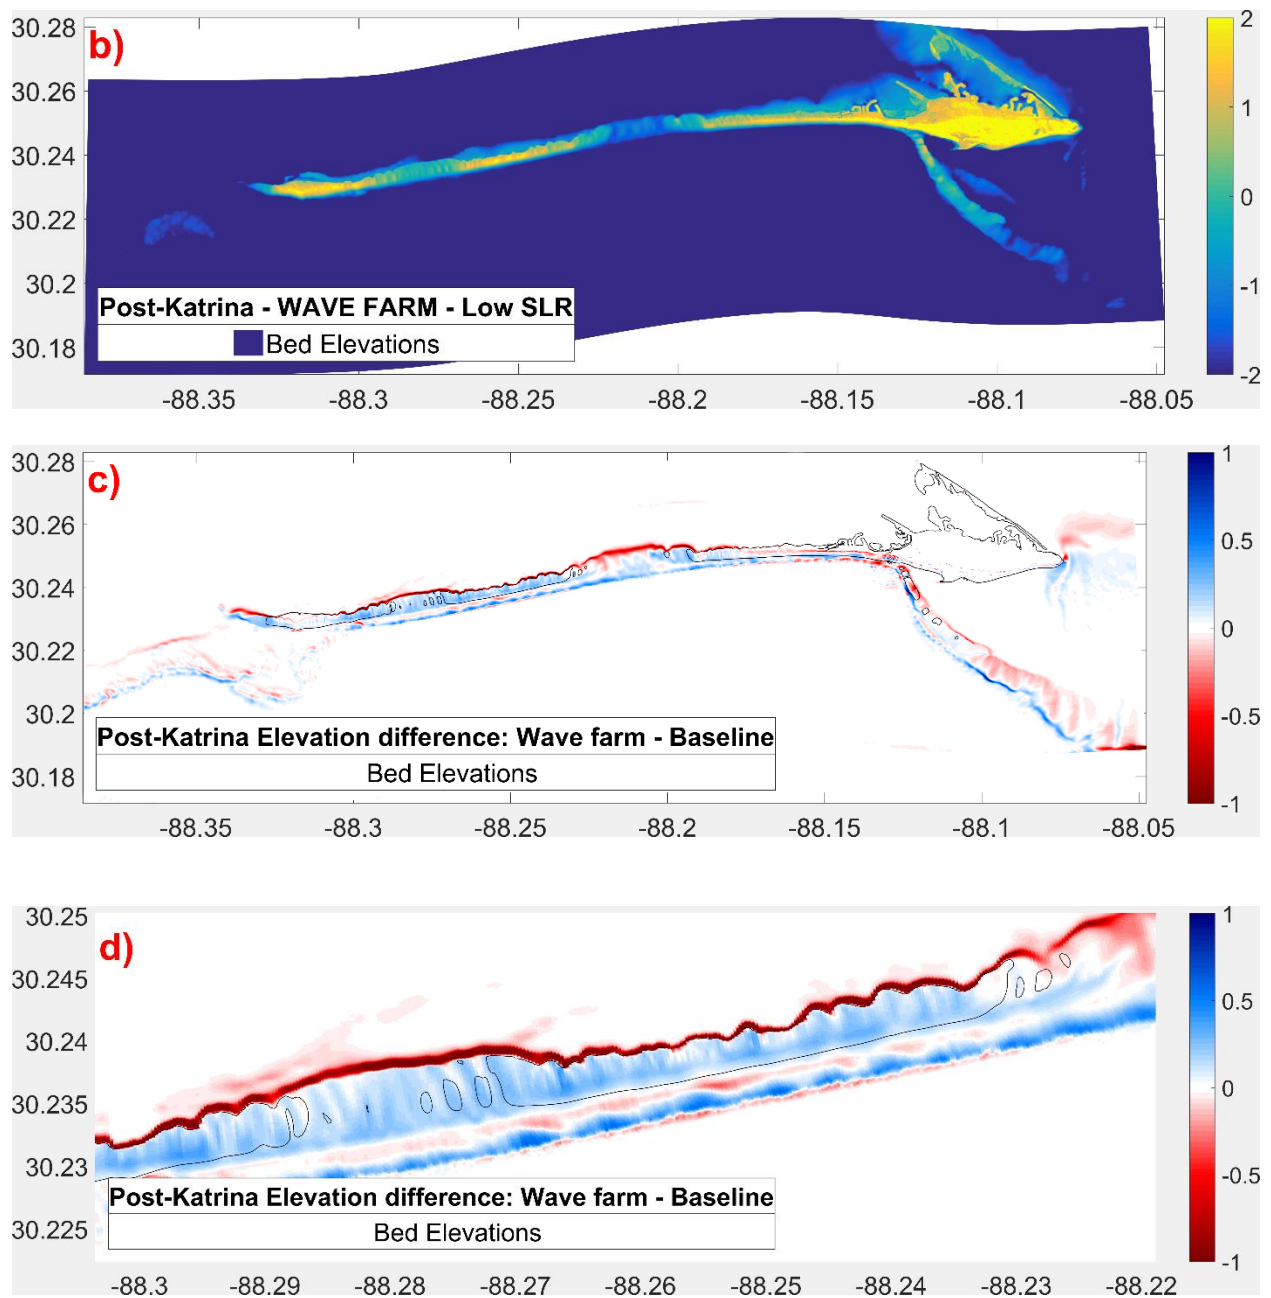 b)
30.28
30.26
30.24
30.22
30.2
30.18
2
1
0
-1
-2
Post-Katrina - WAVE FARM - Low SLR
Bed Elevations
-88.35 -88.3 -88.25 -88.2 -88.15 -88.1 -88.05
c)
30.28
30.26
30.24
30.22
30.2
30.18
1
0.5
0
-0.5
-1
Post-Katrina Elevation difference: Wave farm - Baseline
Bed Elevations
-88.35 -88.3 -88.25 -88.2 -88.15 -88.1 -88.05
d)
30.25
30.245
30.24
30.235
30.23
30.225
1
0.5
0
-0.5
-1
Post-Katrina Elevation difference: Wave farm - Baseline
Bed Elevations
-88.3 -88.29 -88.28 -88.27 -88.26 -88.25 -88.24 -88.23 -88.22